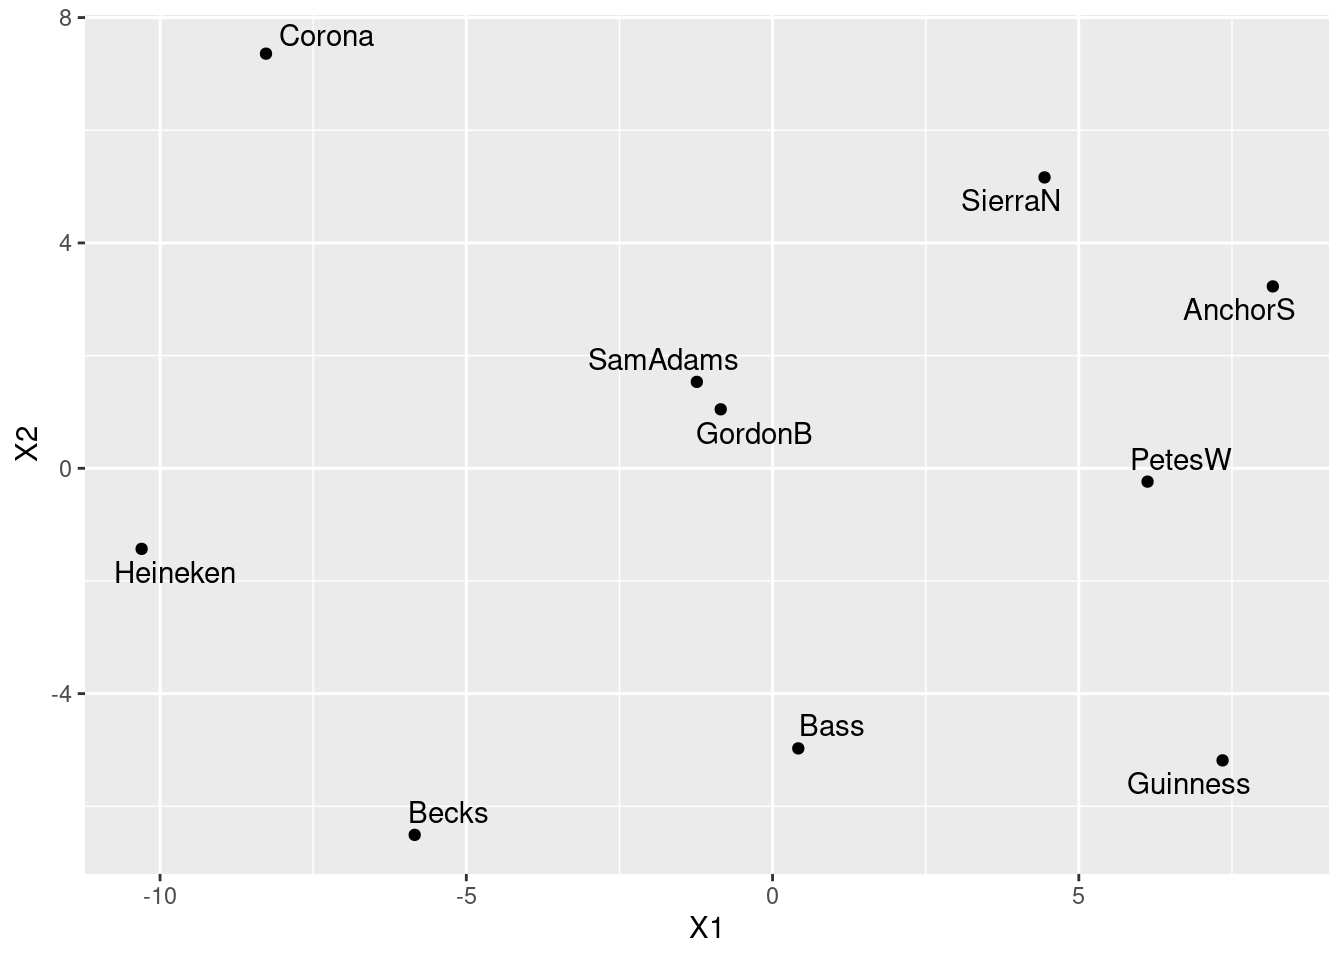 8
Corona
SierraN
4
AnchorS
SamAdams
GordonB
X2
PetesW
0
Heineken
-4
Bass
Guinness
Becks
-10
-5
0
5
X1